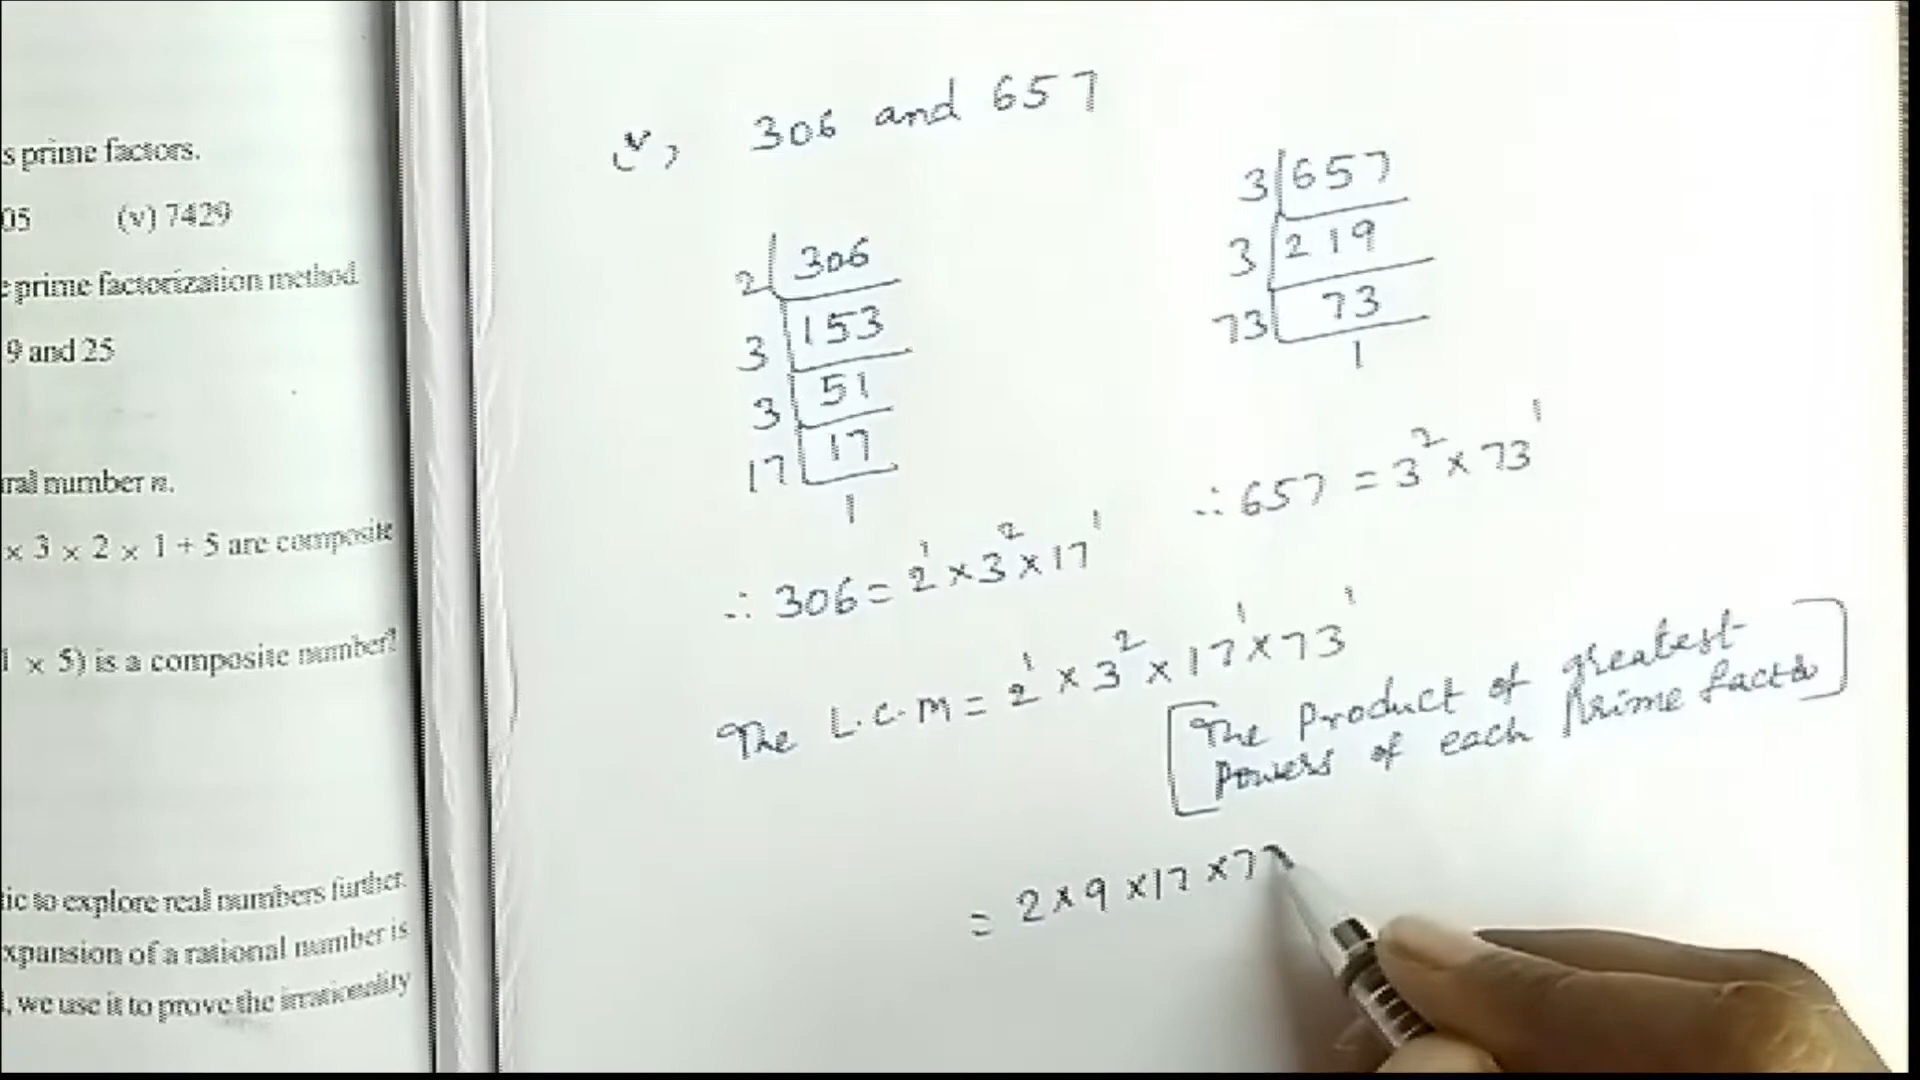 s prime factors.
05 (v) 7429
prime factorization method.
9 and 25
ral number n.
× 3 × 2 × 1 + 5 are composite
1 × 5) is a composite number?
tic to explore real numbers further.
xpansion of a rational number is
, we use it to prove the irrationality
(v) 306 and 657
2 306
3 153
3 51
17 17
1
3 657
3 219
73 73
1
∴ 657 = 3² × 73¹
∴ 306 = 2¹ × 3² × 17¹
The L.C.M = 2¹ × 3² × 17¹ × 73¹
[The Product of greatest
Powers of each prime factor]
= 2 × 9 × 17 × 7